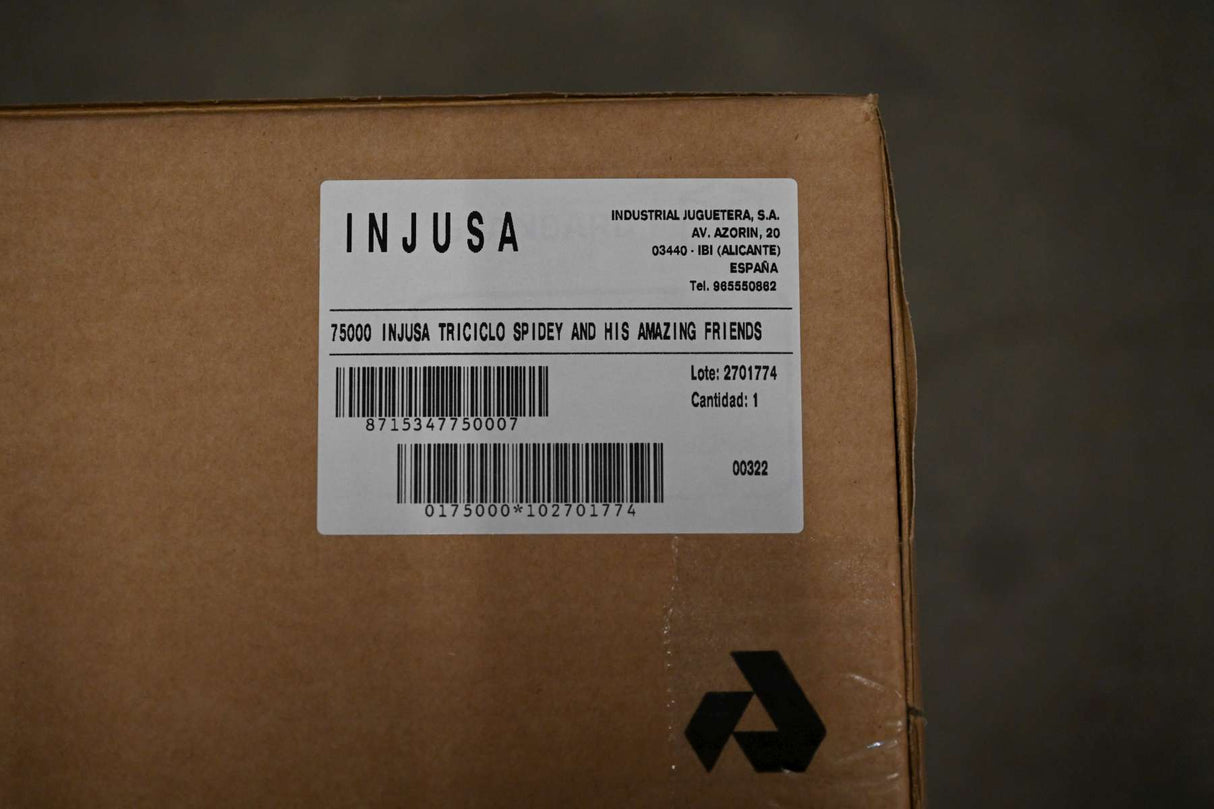 INJUSA
INDUSTRIAL JUGUETERA, S.A.
AV. AZORIN, 20
03440 - IBI (ALICANTE)
ESPAÑA
Tel. 965550862
75000 INJUSA TRICICLO SPIDEY AND HIS AMAZING FRIENDS
Lote: 2701774
Cantidad: 1
8715347750007
00322
0175000*102701774